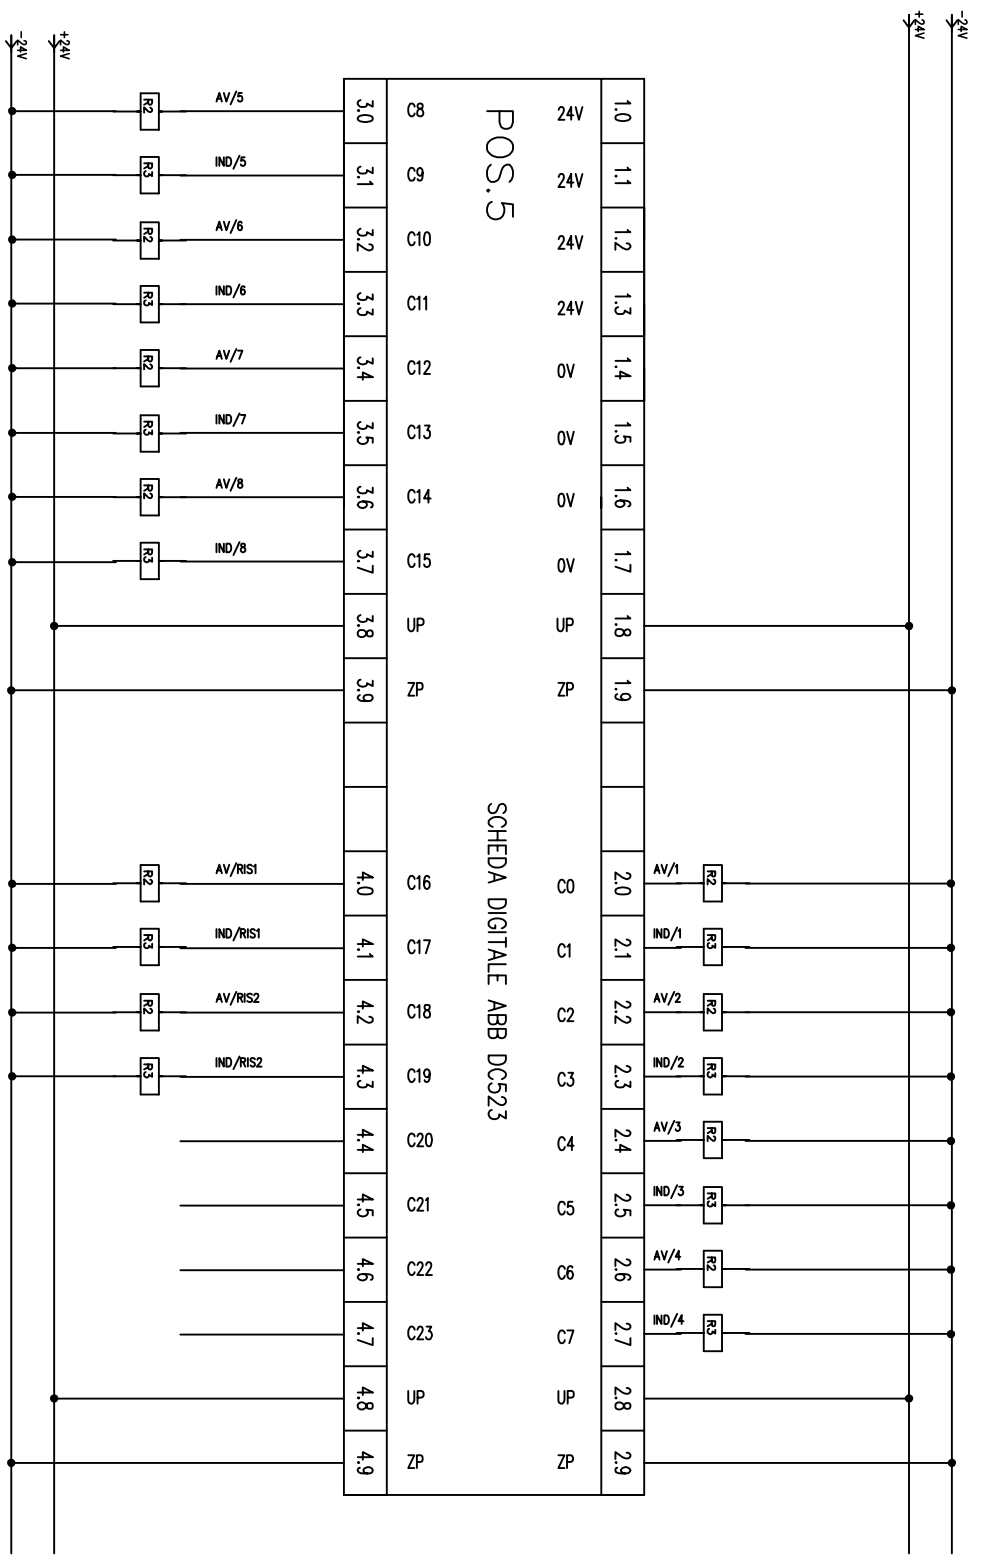 -24V +24V +24V -24V
POS.5
AV/5 R2 3.0 C8 24V 1.0
IND/5 R3 3.1 C9 24V 1.1
AV/6 R2 3.2 C10 24V 1.2
IND/6 R3 3.3 C11 24V 1.3
AV/7 R2 3.4 C12 0V 1.4
IND/7 R3 3.5 C13 0V 1.5
AV/8 R2 3.6 C14 0V 1.6
IND/8 R3 3.7 C15 0V 1.7
3.8 UP UP 1.8
3.9 ZP ZP 1.9
SCHEDA DIGITALE ABB DC523
AV/RIS1 R2 4.0 C16 C0 2.0 AV/1 R2
IND/RIS1 R3 4.1 C17 C1 2.1 IND/1 R3
AV/RIS2 R2 4.2 C18 C2 2.2 AV/2 R2
IND/RIS2 R3 4.3 C19 C3 2.3 IND/2 R3
4.4 C20 C4 2.4 AV/3 R2
4.5 C21 C5 2.5 IND/3 R3
4.6 C22 C6 2.6 AV/4 R2
4.7 C23 C7 2.7 IND/4 R3
4.8 UP UP 2.8
4.9 ZP ZP 2.9